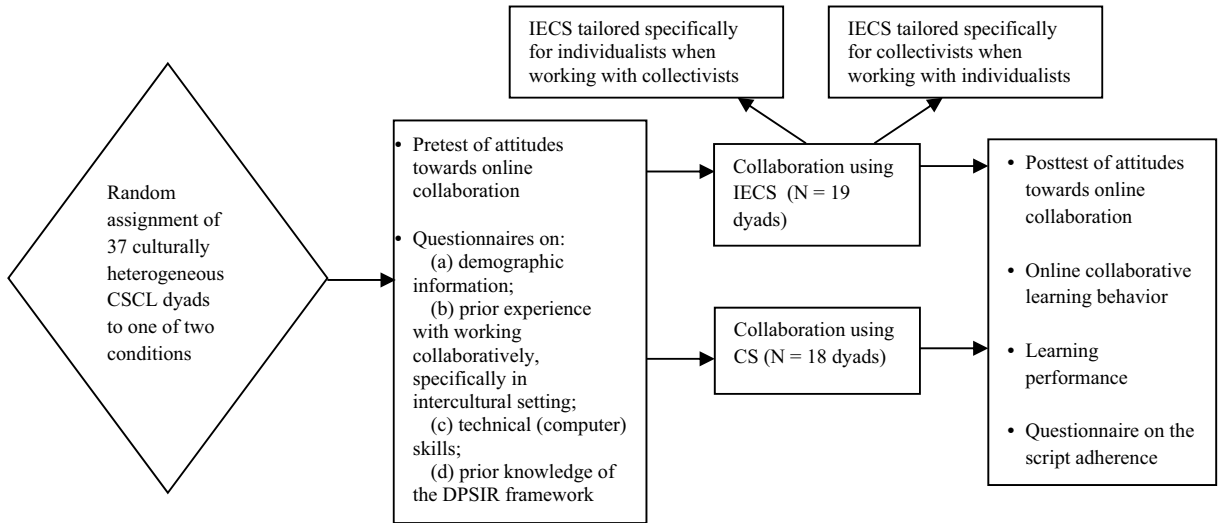 IECS tailored specifically
for individualists when
working with collectivists
IECS tailored specifically
for collectivists when
working with individualists
Random
assignment of
37 culturally
heterogeneous
CSCL dyads
to one of two
conditions
• Pretest of attitudes
towards online
collaboration
• Questionnaires on:
(a) demographic
information;
(b) prior experience
with working
collaboratively,
specifically in
intercultural setting;
(c) technical (computer)
skills;
(d) prior knowledge of
the DPSIR framework
Collaboration using
IECS (N = 19
dyads)
Collaboration using
CS (N = 18 dyads)
• Posttest of attitudes
towards online
collaboration
• Online collaborative
learning behavior
• Learning
performance
• Questionnaire on the
script adherence